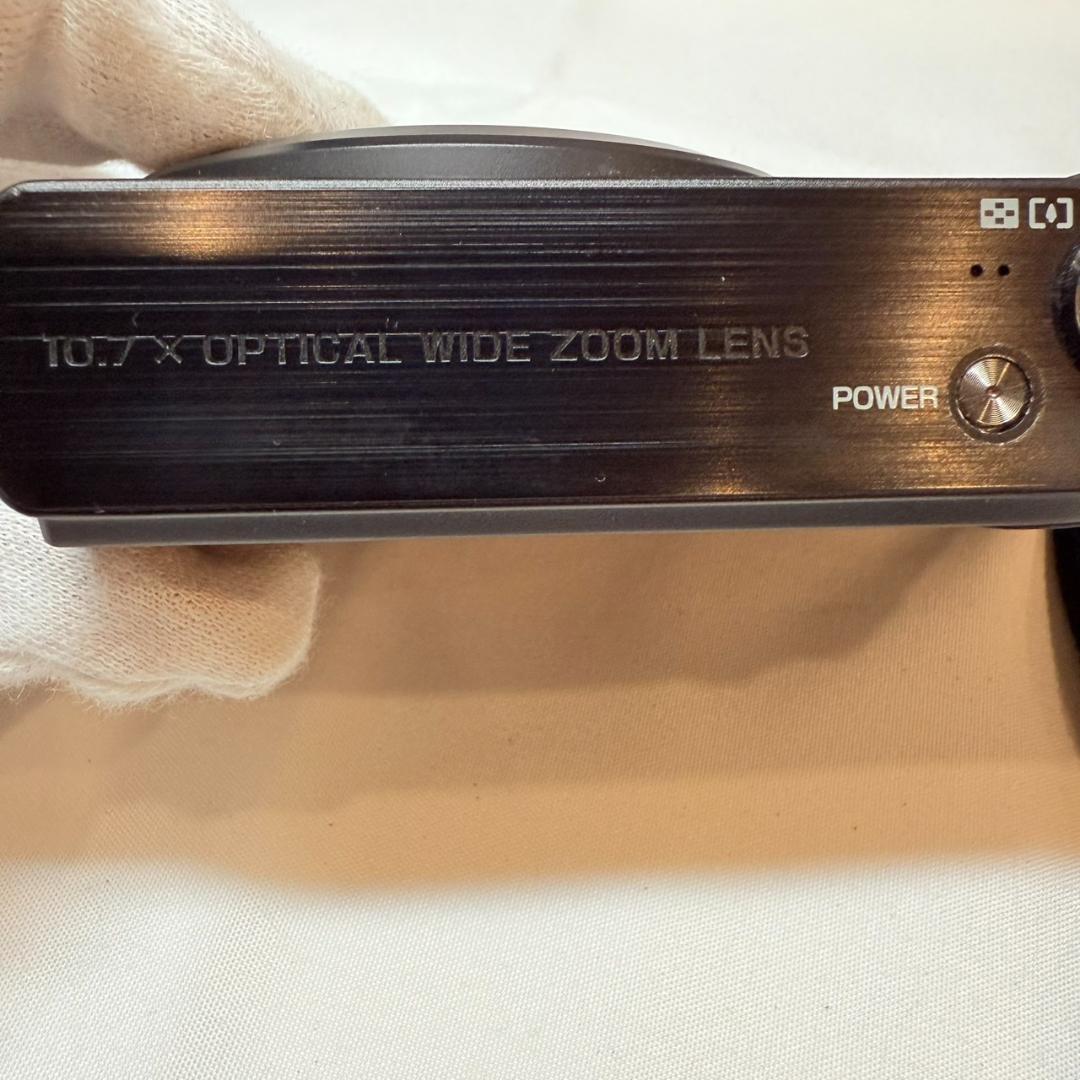 10.7 × OPTICAL WIDE ZOOM LENS
POWER